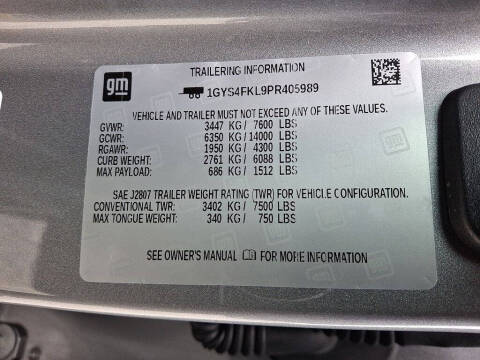 gm
TRAILERING INFORMATION
1GYS4FKL9PR405989
VEHICLE AND TRAILER MUST NOT EXCEED ANY OF THESE VALUES.
GVWR: 3447 KG / 7600 LBS
GCWR: 6350 KG / 14000 LBS
RGAWR: 1950 KG / 4300 LBS
CURB WEIGHT: 2761 KG / 6088 LBS
MAX PAYLOAD: 686 KG / 1512 LBS
SAE J2807 TRAILER WEIGHT RATING (TWR) FOR VEHICLE CONFIGURATION.
CONVENTIONAL TWR: 3402 KG / 7500 LBS
MAX TONGUE WEIGHT: 340 KG / 750 LBS
SEE OWNER'S MANUAL FOR MORE INFORMATION